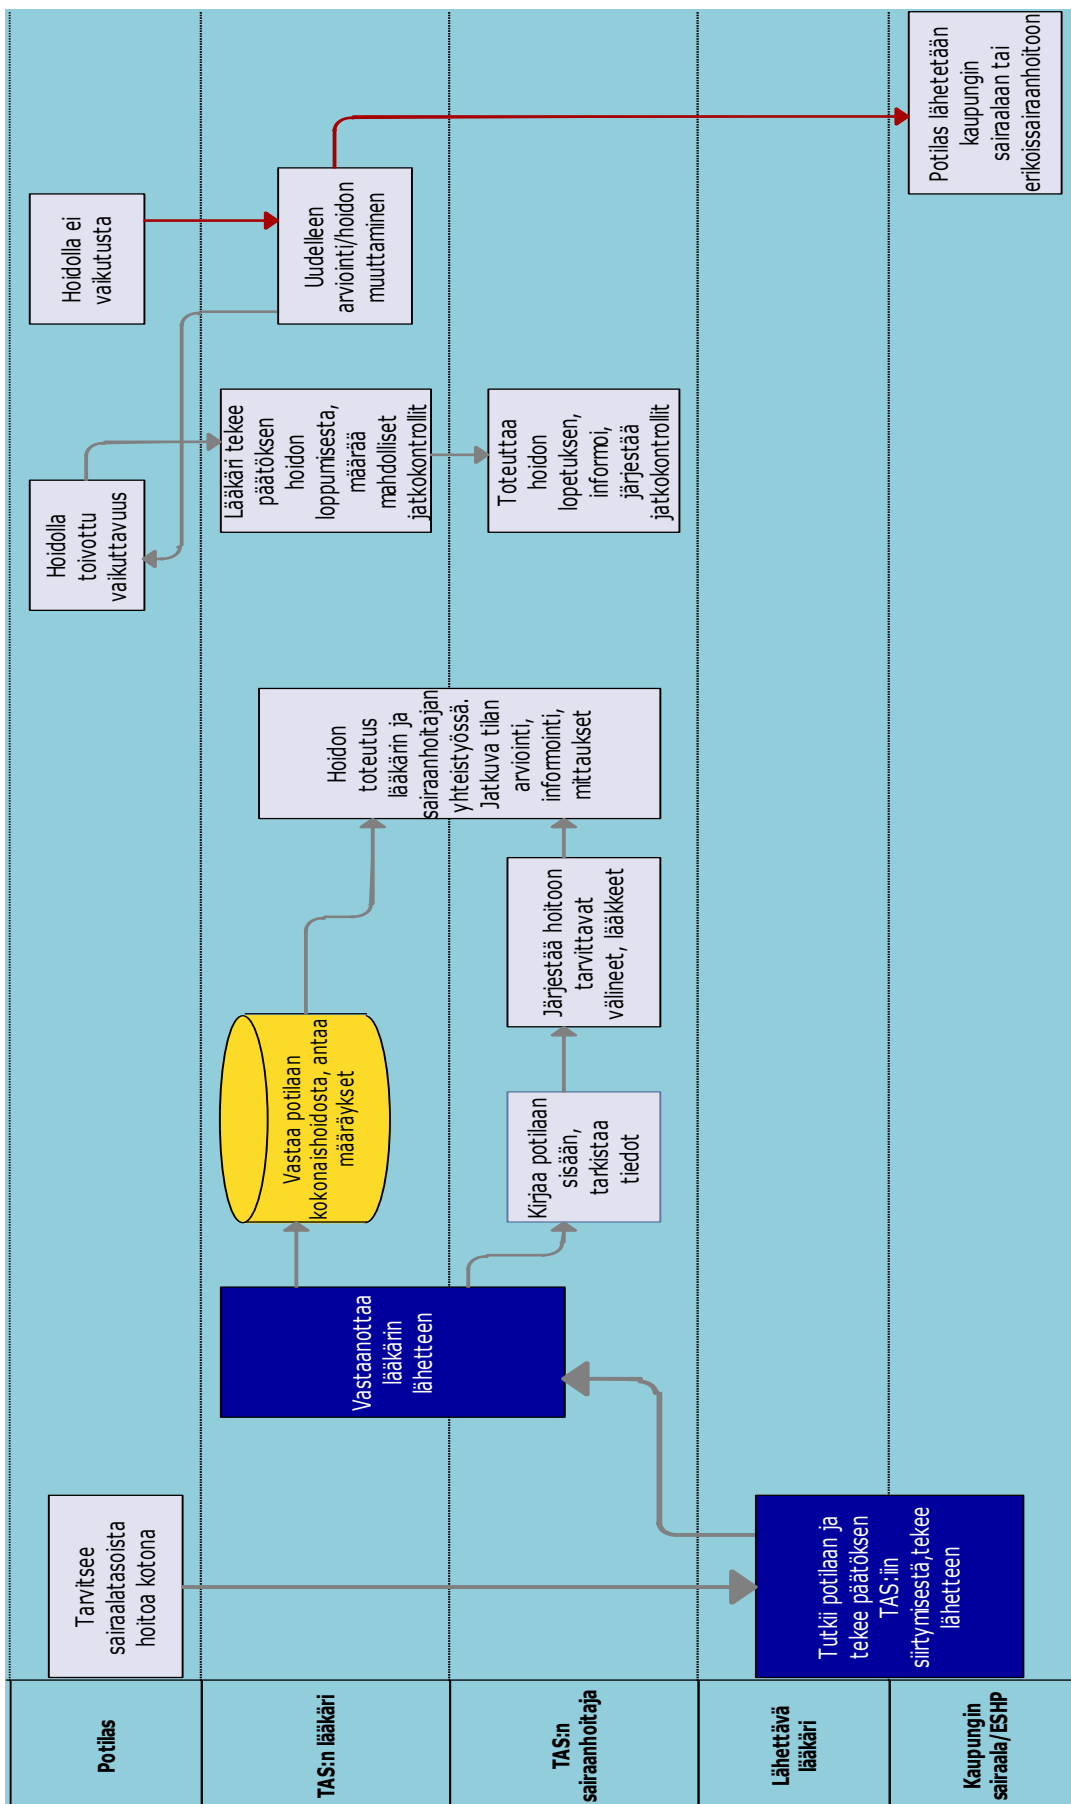 Potilas
Tarvitsee
sairaalatasoista
hoitoa kotona
Hoidolla
toivottu
vaikuttavuus
Hoidolla ei
vaikutusta
TAS:n lääkäri
Vastaanottaa
lääkärin
lähetteen
Vastaa potilaan
kokonaishoidosta, antaa
määräykset
Hoidon
toteutus
lääkärin ja
sairaanhoitajan
yhteistyössä.
Jatkuva tilan
arviointi,
informointi,
mittaukset
Lääkäri tekee
päätöksen
hoidon
loppumisesta,
määrää
mahdolliset
jatkokontrollit
Uudelleen
arviointi/hoidon
muuttaminen
TAS:n
sairaanhoitaja
Kirjaa potilaan
sisään,
tarkistaa
tiedot
Järjestää hoitoon
tarvittavat
välineet, lääkkeet
Toteuttaa
hoidon
lopetuksen,
informoi,
järjestää
jatkokontrollit
Lähettävä
lääkäri
Tutkii potilaan ja
tekee päätöksen
TAS:iin
siirtymisestä,tekee
lähetteen
Kaupungin
sairaala/ESHP
Potilas lähetetään
kaupungin
sairaalaan tai
erikoissairaanhoitoon